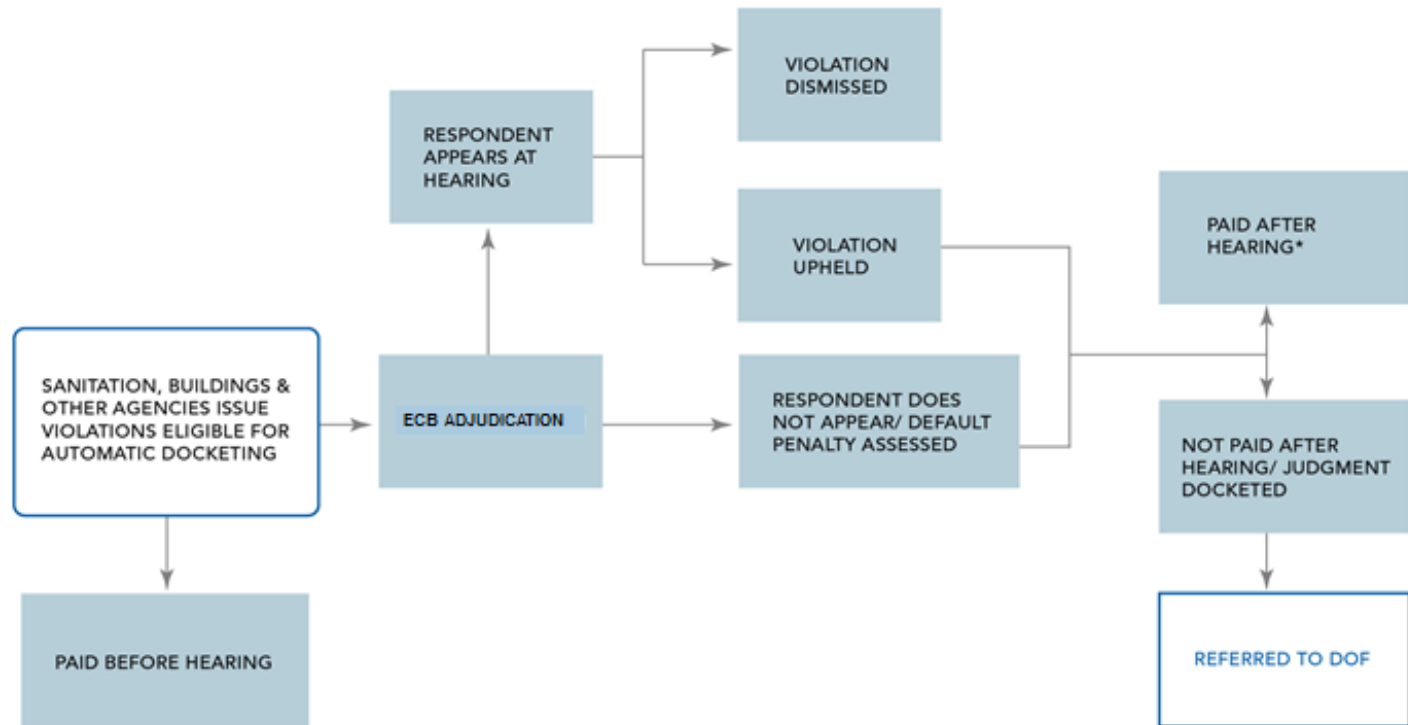 VIOLATION
DISMISSED
RESPONDENT
APPEARS AT
HEARING
PAID AFTER
HEARING*
VIOLATION
UPHELD
SANITATION, BUILDINGS &
OTHER AGENCIES ISSUE
VIOLATIONS ELIGIBLE FOR
AUTOMATIC DOCKETING
ECB ADJUDICATION
RESPONDENT DOES
NOT APPEAR/ DEFAULT
PENALTY ASSESSED
NOT PAID AFTER
HEARING/ JUDGMENT
DOCKETED
PAID BEFORE HEARING
REFERRED TO DOF